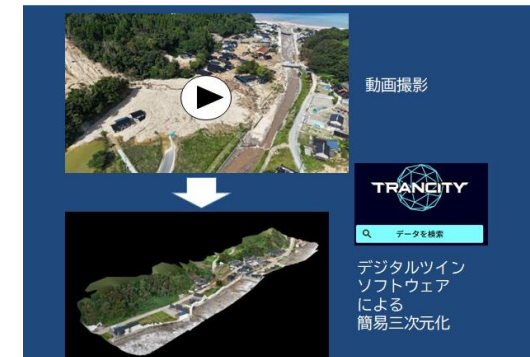 動画撮影
TRANCITY
データを検索
デジタルツイン
ソフトウェア
による
簡易三次元化